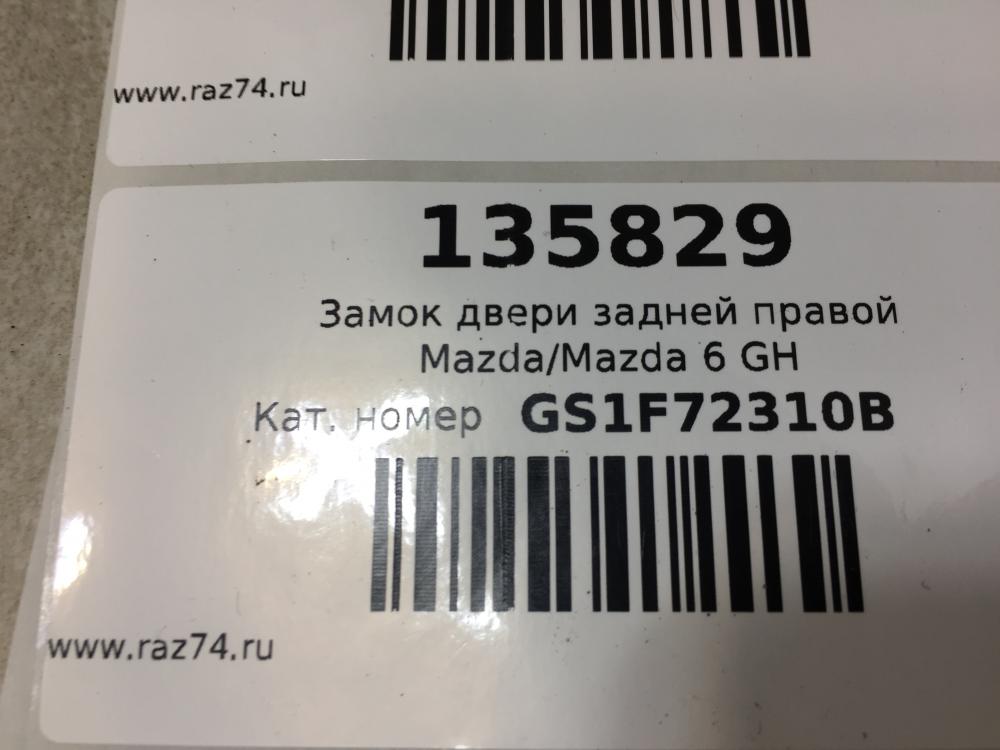 www.raz74.ru
135829
Замок двери задней правой
Mazda/Mazda 6 GH
Кат. номер GS1F72310B
www.raz74.ru